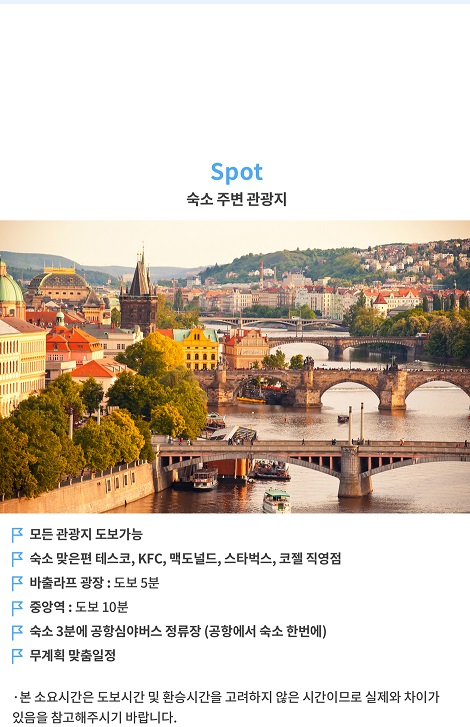 Spot
숙소 주변 관광지
모든 관광지 도보가능
숙소 맞은편 테스코, KFC, 맥도널드, 스타벅스, 코젤 직영점
바출라프 광장 : 도보 5분
중앙역 : 도보 10분
숙소 3분에 공항심야버스 정류장 (공항에서 숙소 한번에)
무계획 맞춤일정
·본 소요시간은 도보시간 및 환승시간을 고려하지 않은 시간이므로 실제와 차이가
있음을 참고해주시기 바랍니다.